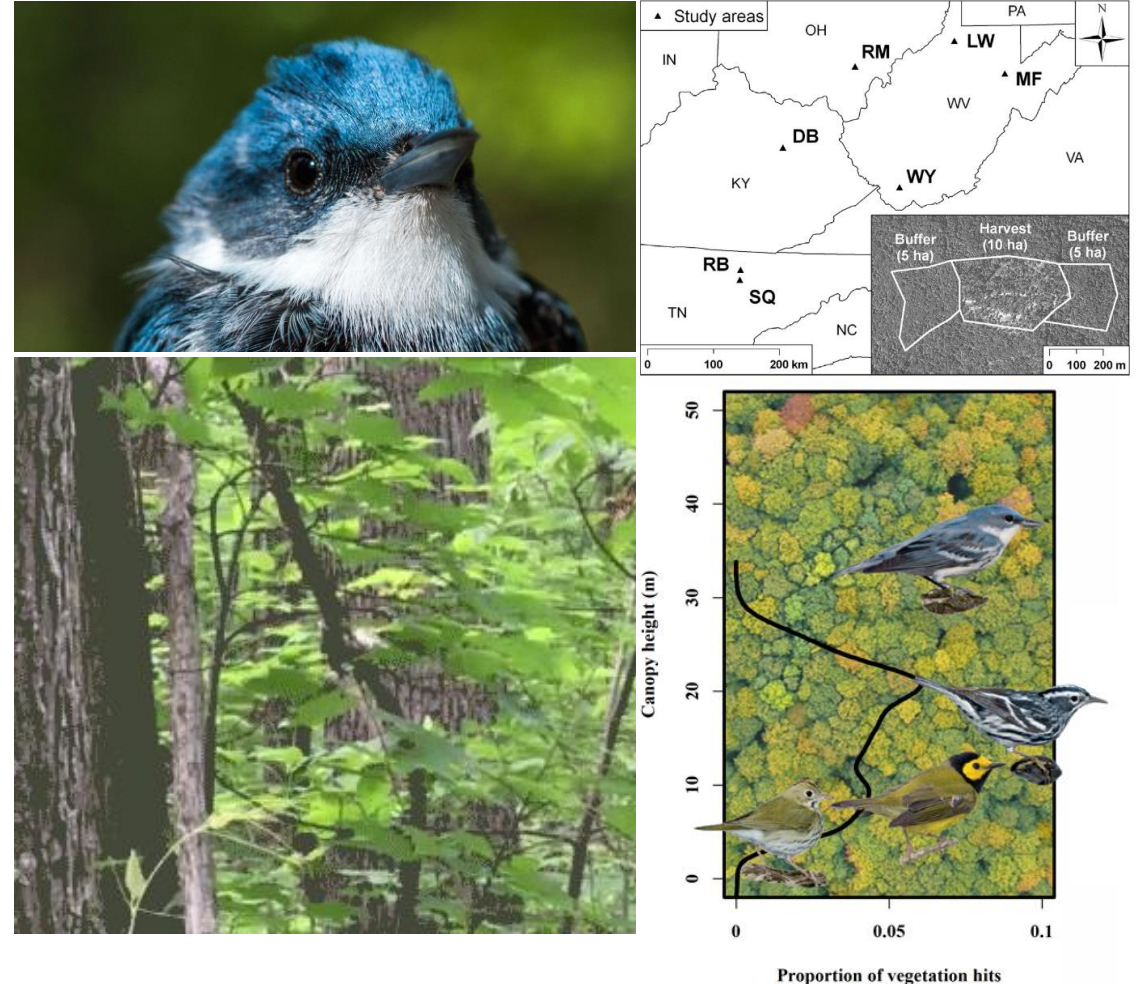 Study areas
PA
N
OH
IN
RM
LW
MF
WV
DB
VA
KY
WY
Buffer
(5 ha)
Harvest
(10 ha)
Buffer
(5 ha)
RB
SQ
TN
NC
0 100 200 km
0 100 200 m
50
40
30
20
10
0
Canopy height (m)
0 0.05 0.1
Proportion of vegetation hits